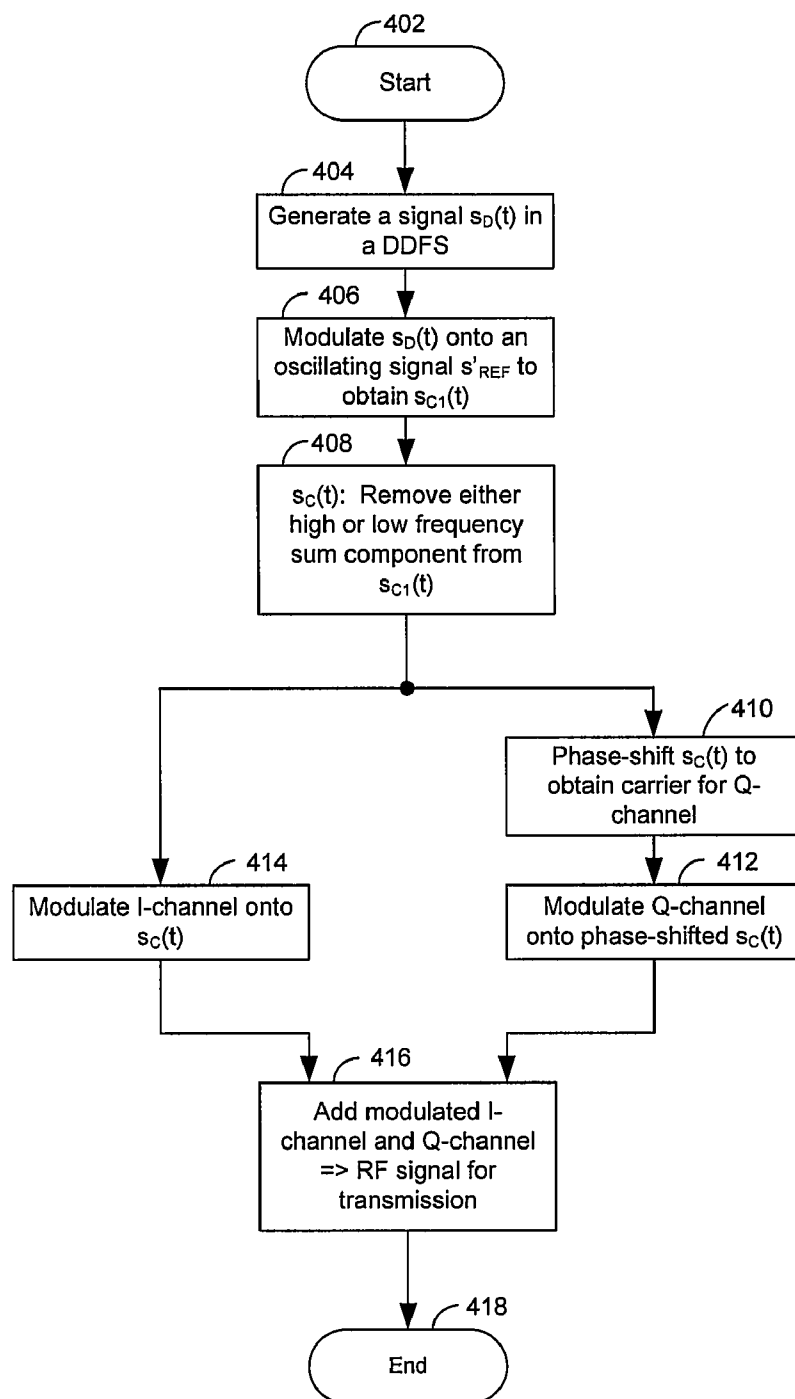 402
Start
404
Generate a signal s_D(t) in
a DDFS
406
Modulate s_D(t) onto an
oscillating signal s'_REF to
obtain s_C1(t)
408
s_C(t): Remove either
high or low frequency
sum component from
s_C1(t)
410
Phase-shift s_C(t) to
obtain carrier for Q-
channel
414
Modulate I-channel onto
s_C(t)
412
Modulate Q-channel
onto phase-shifted s_C(t)
416
Add modulated I-
channel and Q-channel
=> RF signal for
transmission
418
End